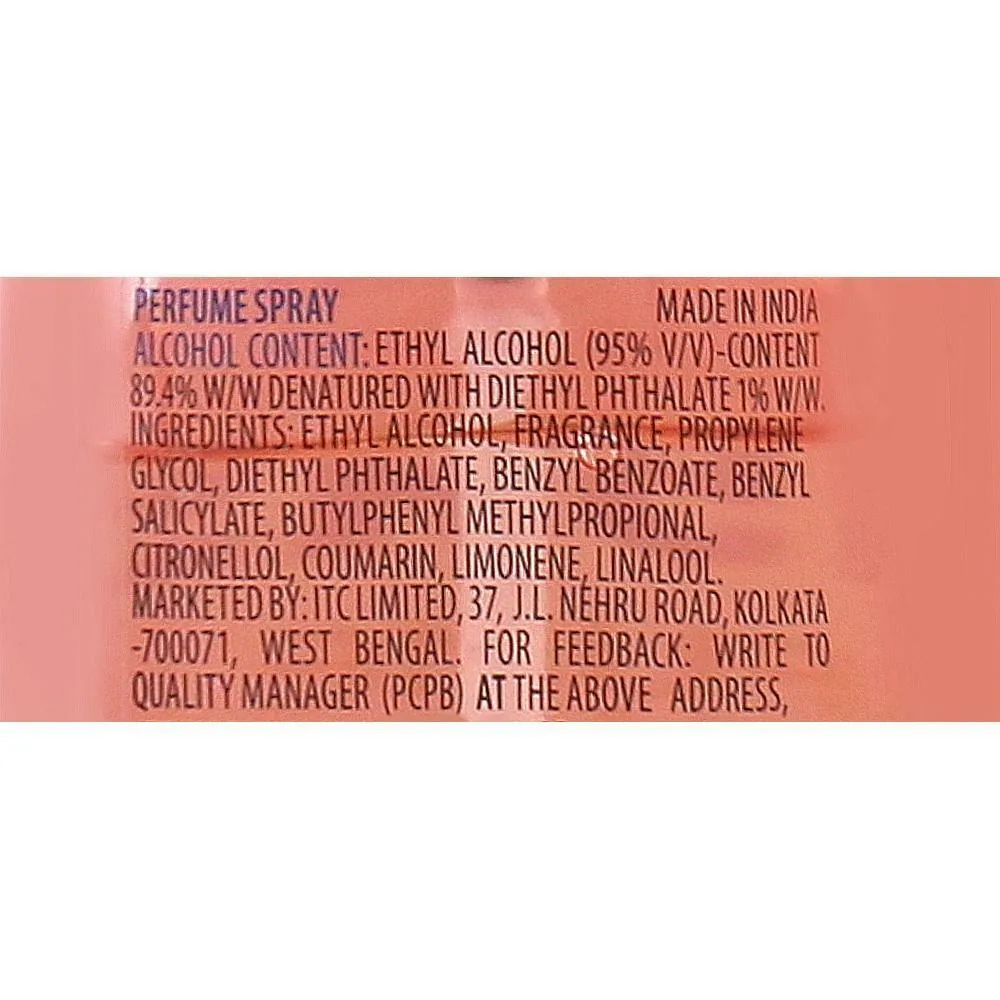 PERFUME SPRAY MADE IN INDIA
ALCOHOL CONTENT: ETHYL ALCOHOL (95% V/V)-CONTENT
89.4% W/W DENATURED WITH DIETHYL PHTHALATE 1% W/W.
INGREDIENTS: ETHYL ALCOHOL, FRAGRANCE, PROPYLENE
GLYCOL, DIETHYL PHTHALATE, BENZYL BENZOATE, BENZYL
SALICYLATE, BUTYLPHENYL METHYLPROPIONAL,
CITRONELLOL, COUMARIN, LIMONENE, LINALOOL.
MARKETED BY: ITC LIMITED, 37, J.L. NEHRU ROAD, KOLKATA
-700071, WEST BENGAL. FOR FEEDBACK: WRITE TO
QUALITY MANAGER (PCPB) AT THE ABOVE ADDRESS,